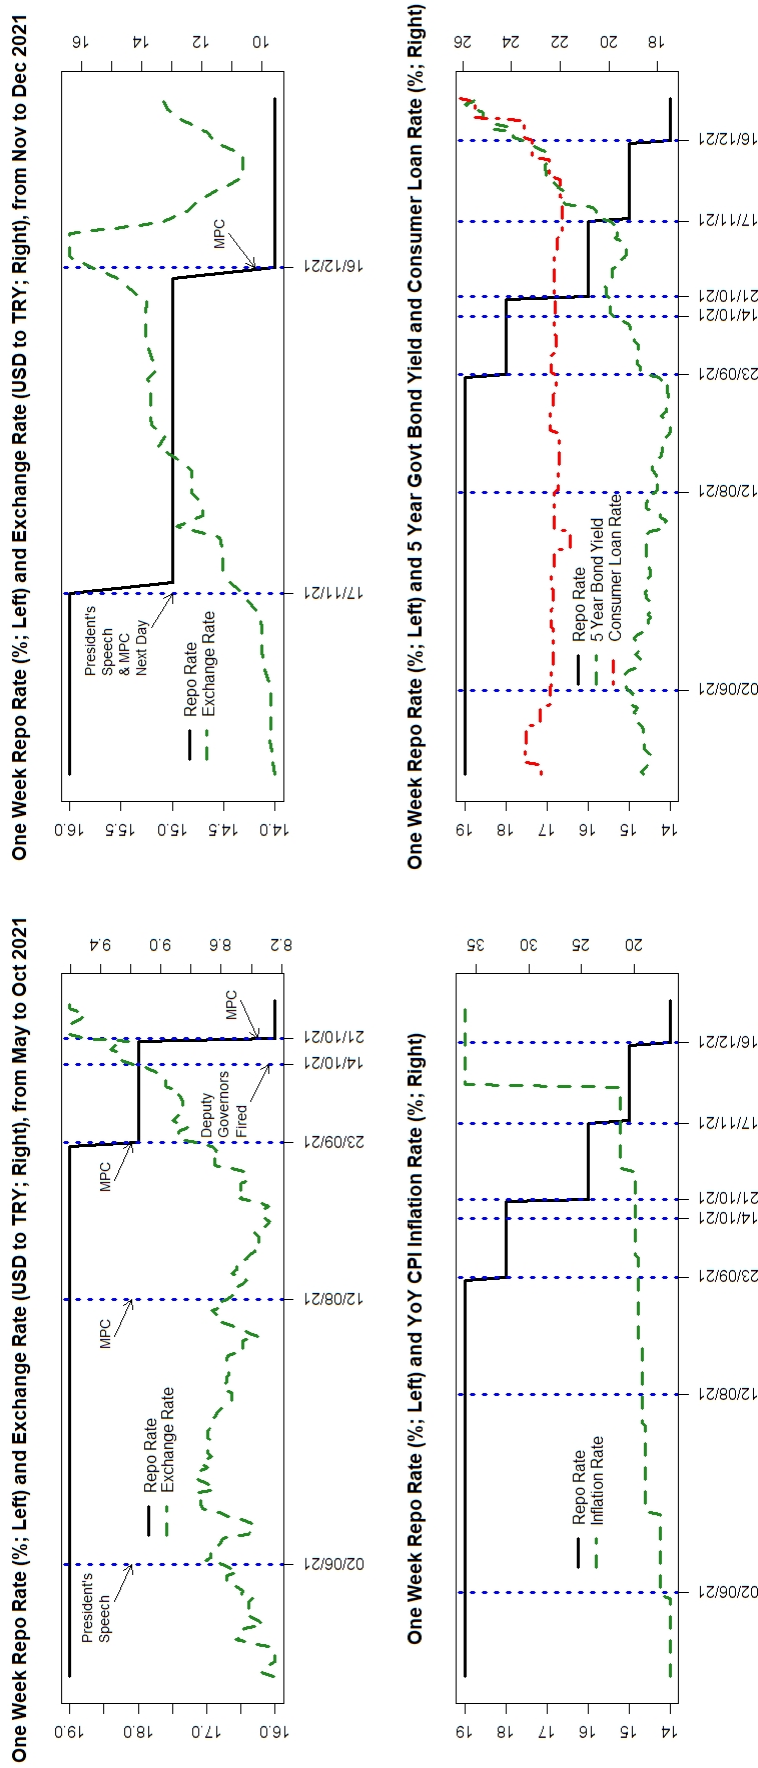 One Week Repo Rate (%; Left) and Exchange Rate (USD to TRY; Right), from May to Oct 2021
19.0
18.0
17.0
16.0
9.4
9.0
8.6
8.2
President's
Speech
MPC
MPC
Deputy
Governors
Fired
MPC
Repo Rate
Exchange Rate
02/06/21
12/08/21
23/09/21
14/10/21
21/10/21
One Week Repo Rate (%; Left) and Exchange Rate (USD to TRY; Right), from Nov to Dec 2021
16.0
15.5
15.0
14.5
14.0
16
14
12
10
President's
Speech
& MPC
Next Day
MPC
Repo Rate
Exchange Rate
17/11/21
16/12/21
One Week Repo Rate (%; Left) and YoY CPI Inflation Rate (%; Right)
19
18
17
16
15
14
35
30
25
20
Repo Rate
Inflation Rate
02/06/21
12/08/21
23/09/21
14/10/21
21/10/21
17/11/21
16/12/21
One Week Repo Rate (%; Left) and 5 Year Govt Bond Yield and Consumer Loan Rate (%; Right)
19
18
17
16
15
14
26
24
22
20
18
Repo Rate
5 Year Bond Yield
Consumer Loan Rate
02/06/21
12/08/21
23/09/21
14/10/21
21/10/21
17/11/21
16/12/21